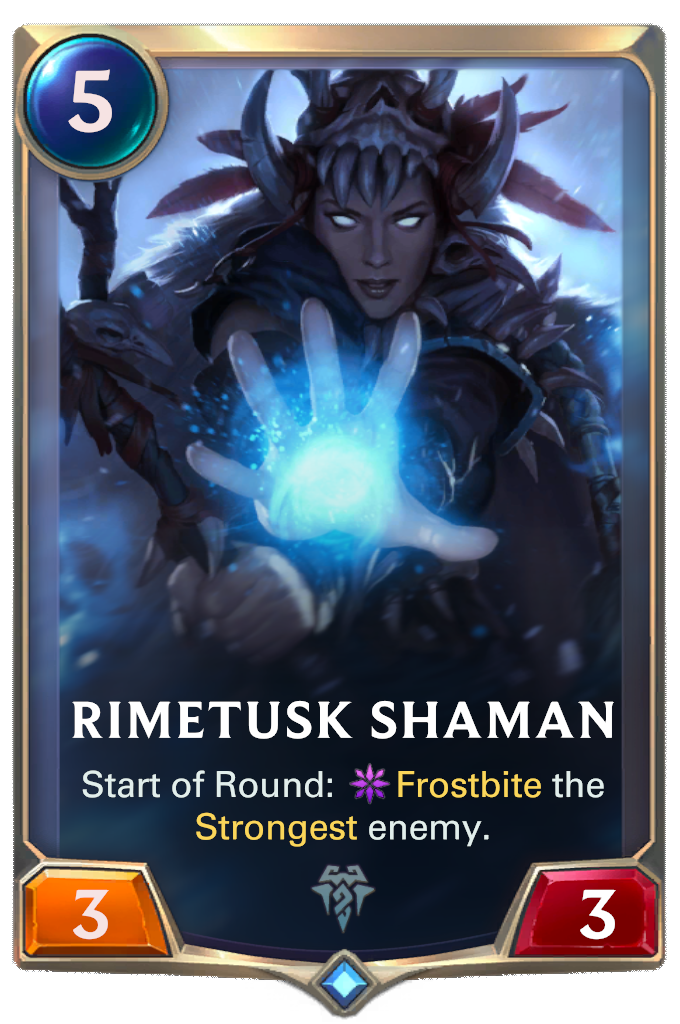 5
RIMETUSK SHAMAN
Start of Round: Frostbite the
Strongest enemy.
3
3